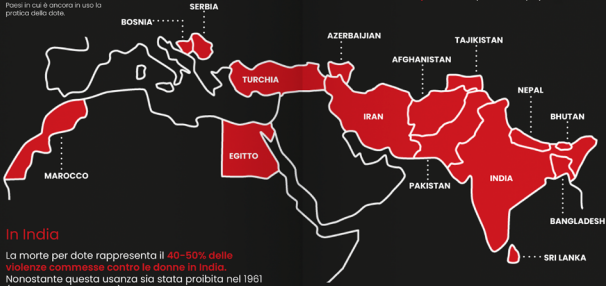 Paesi in cui è ancora in uso la
pratica della dote.
SERBIA
BOSNIA
AZERBAIJIAN
TAJIKISTAN
AFGHANISTAN
TURCHIA
NEPAL
IRAN
BHUTAN
EGITTO
MAROCCO
PAKISTAN
INDIA
BANGLADESH
SRI LANKA
In India
La morte per dote rappresenta il 40-50% delle
violenze commesse contro le donne in India.
Nonostante questa usanza sia stata proibita nel 1961